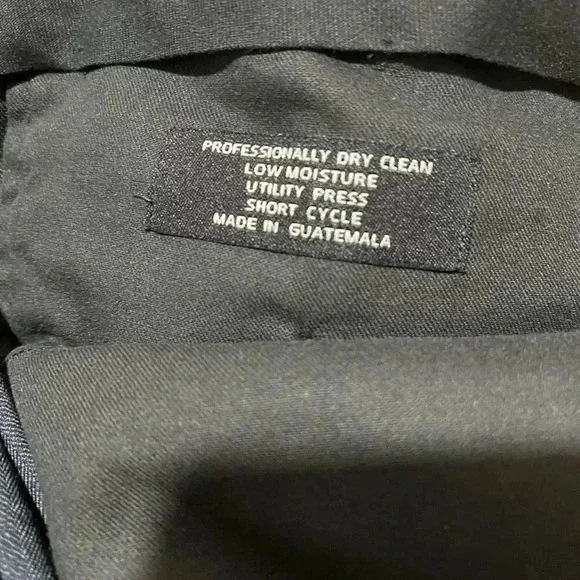 PROFESSIONALLY DRY CLEAN
LOW MOISTURE
UTILITY PRESS
SHORT CYCLE
MADE IN GUATEMALA